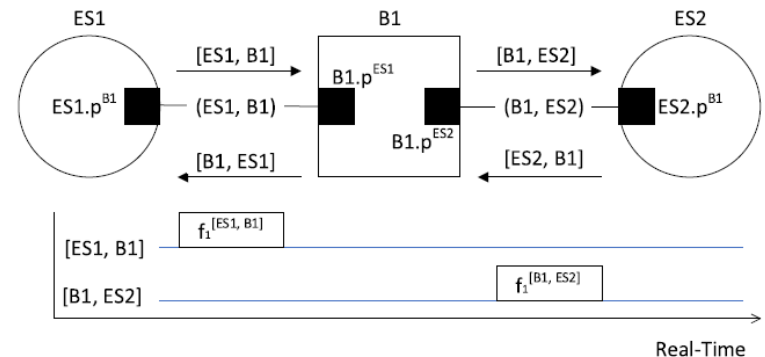 ES1 B1 ES2
[ES1, B1] [B1, ES2]
B1.p^ES1
ES1.p^B1 (ES1, B1) (B1, ES2) ES2.p^B1
B1.p^ES2
[B1, ES1] [ES2, B1]
f₁^[ES1, B1]
[ES1, B1]
f₁^[B1, ES2]
[B1, ES2]
Real-Time